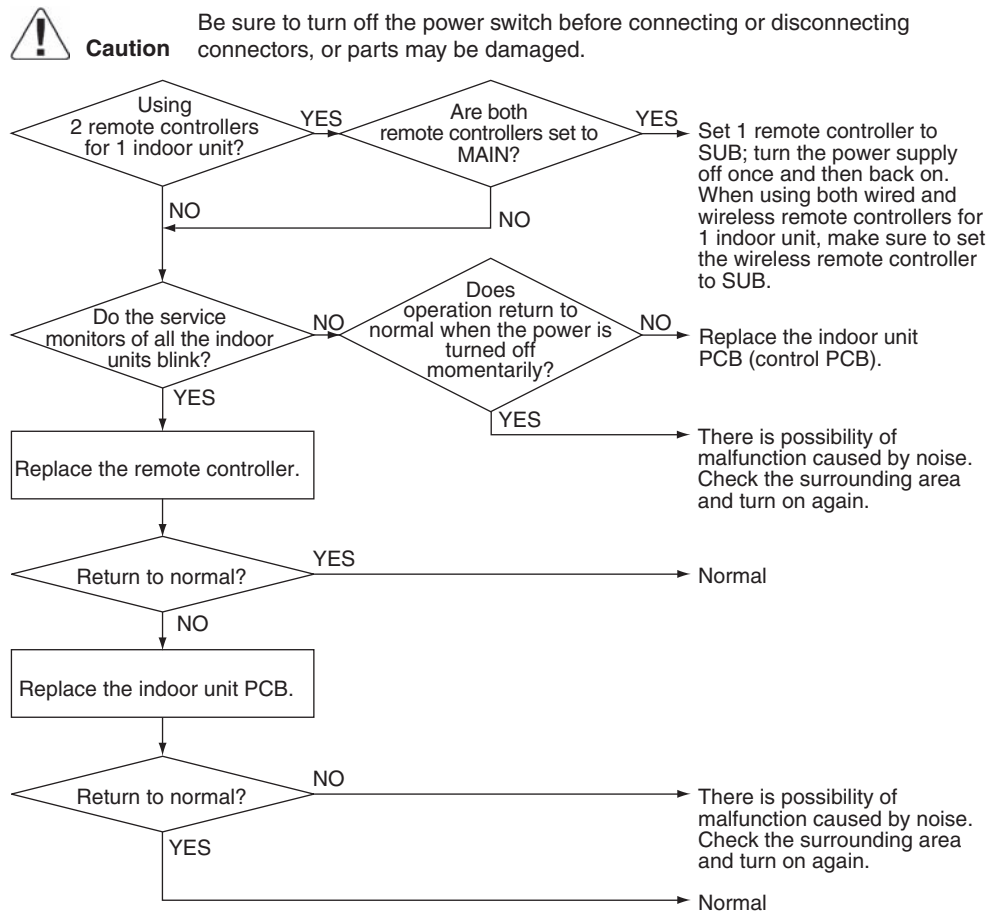 Be sure to turn off the power switch before connecting or disconnecting
Caution
connectors, or parts may be damaged.
Using
2 remote controllers
for 1 indoor unit?
YES
Are both
remote controllers set to
MAIN?
YES
Set 1 remote controller to
SUB; turn the power supply
off once and then back on.
When using both wired and
wireless remote controllers for
1 indoor unit, make sure to set
the wireless remote controller
to SUB.
NO
NO
Do the service
monitors of all the indoor
units blink?
NO
Does
operation return to
normal when the power is
turned off
momentarily?
NO
Replace the indoor unit
PCB (control PCB).
YES
YES
There is possibility of
malfunction caused by noise.
Check the surrounding area
and turn on again.
Replace the remote controller.
Return to normal?
YES
Normal
NO
Replace the indoor unit PCB.
Return to normal?
NO
There is possibility of
malfunction caused by noise.
Check the surrounding area
and turn on again.
YES
Normal